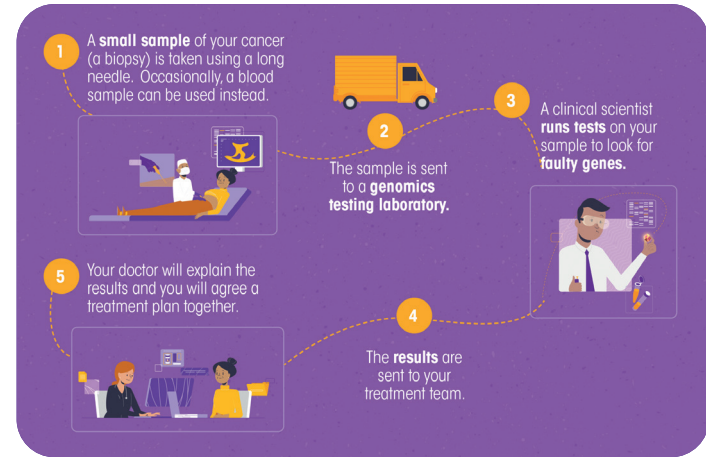 1
A small sample of your cancer
(a biopsy) is taken using a long
needle. Occasionally, a blood
sample can be used instead.
2
The sample is sent
to a genomics
testing laboratory.
3
A clinical scientist
runs tests on your
sample to look for
faulty genes.
4
The results are
sent to your
treatment team.
5
Your doctor will explain the
results and you will agree a
treatment plan together.